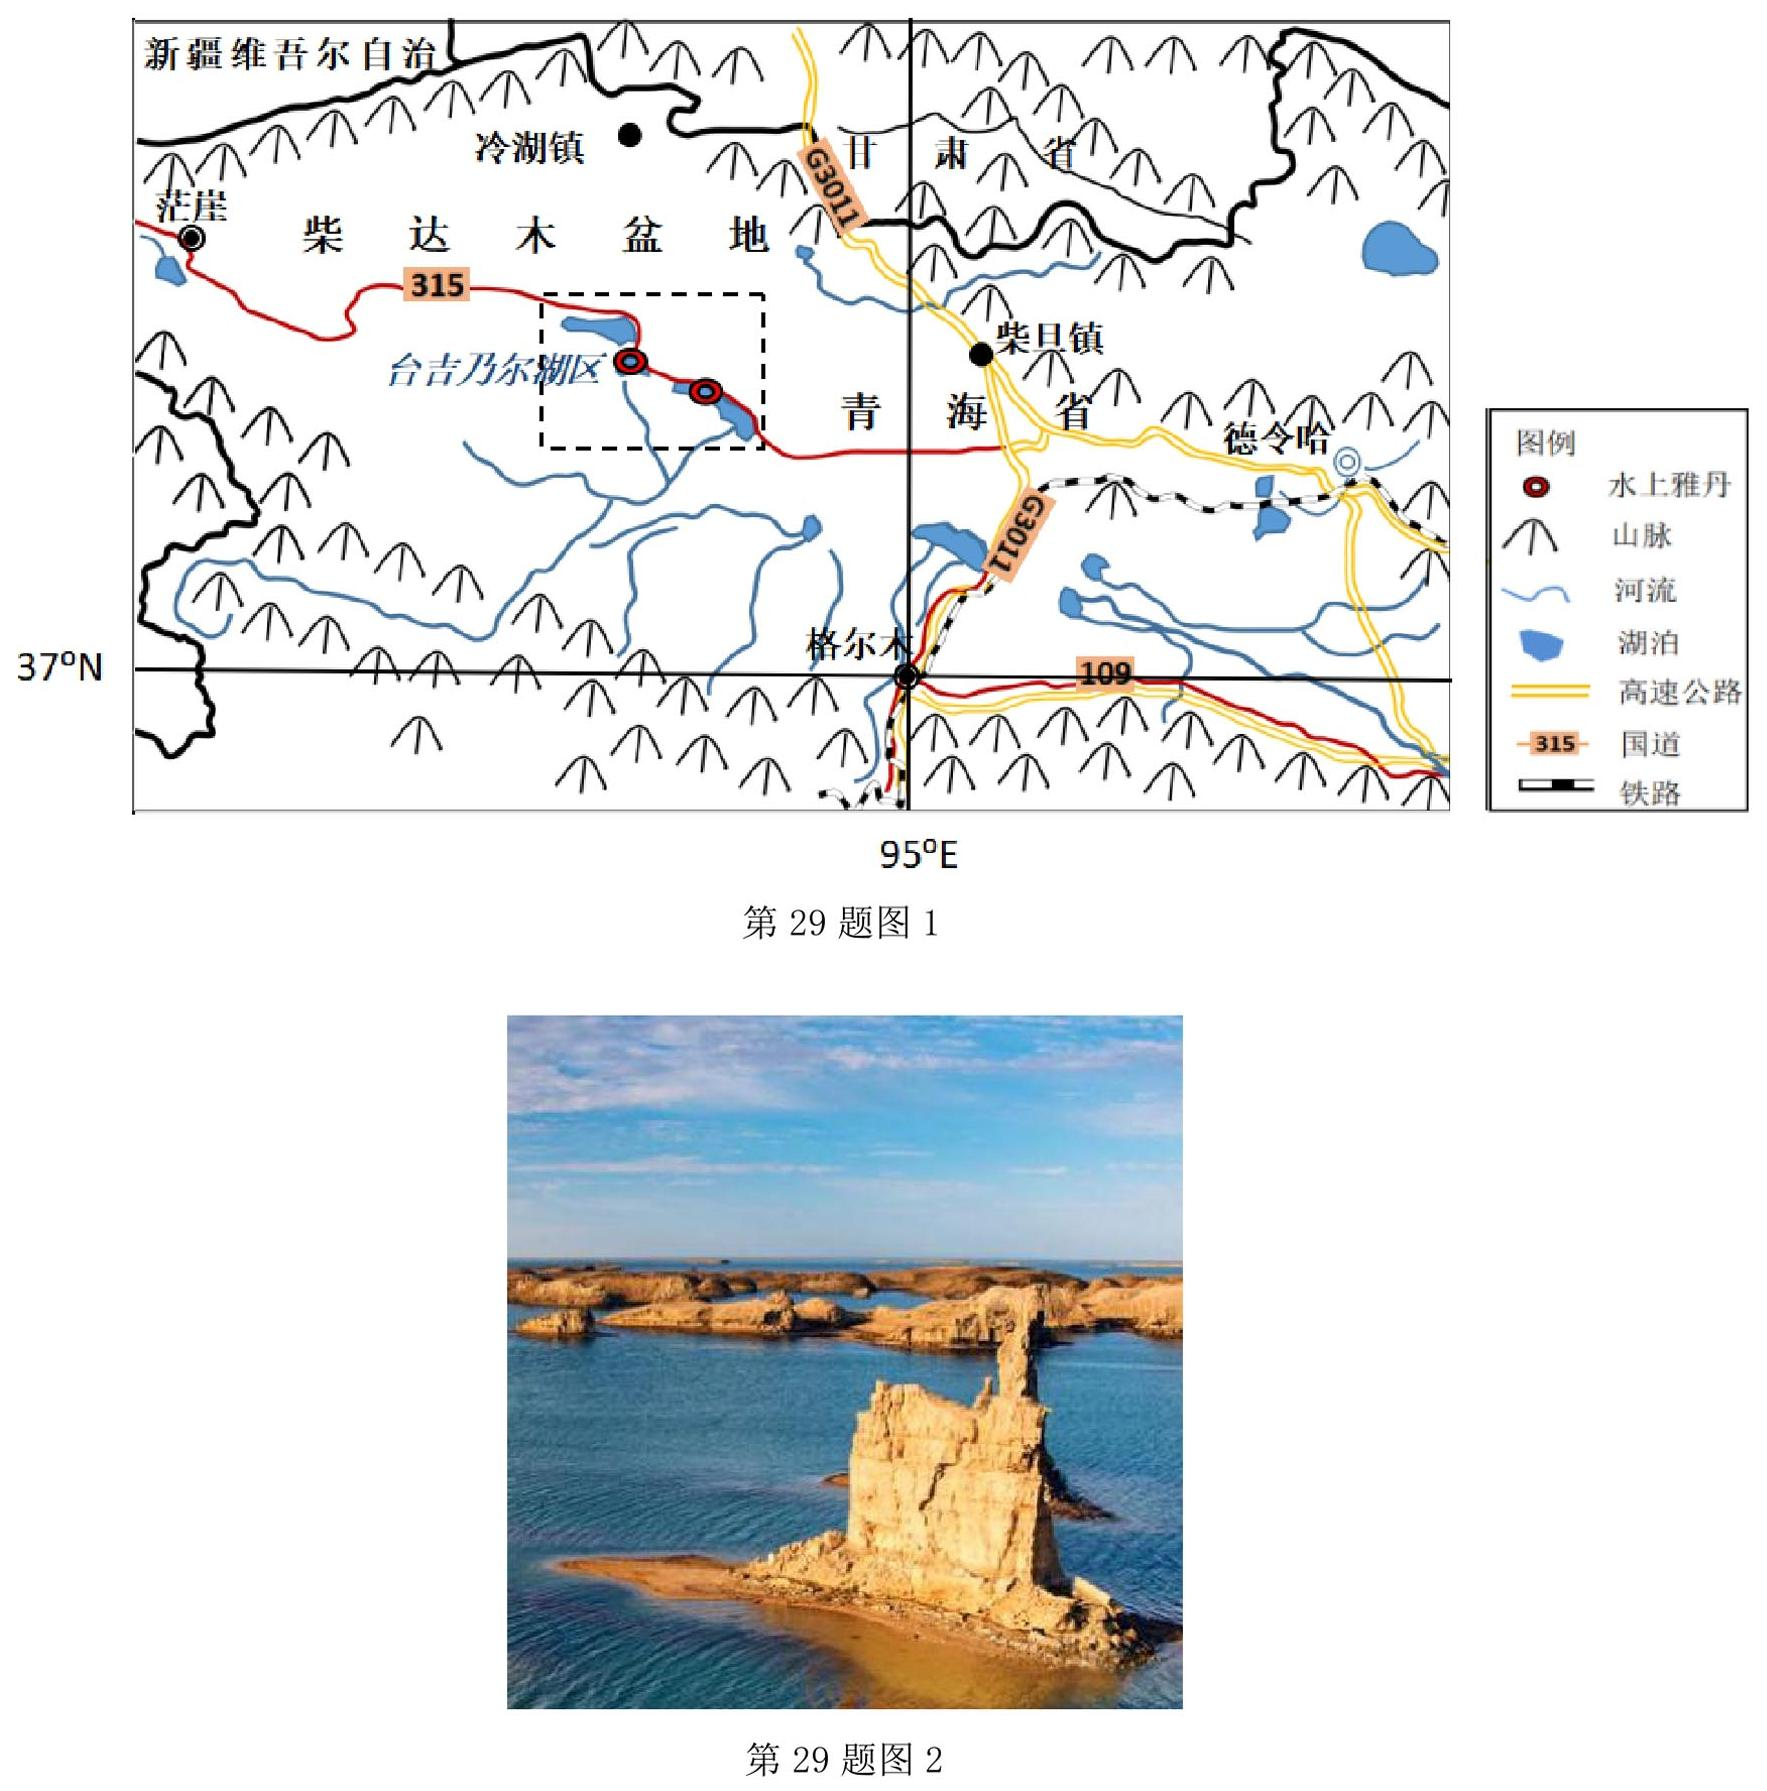 新疆维吾尔自治
冷湖镇
甘肃省
G3011
茫崖
柴达木盆地
315
柴旦镇
台吉乃尔湖区
青海省
德令哈
图例
水上雅丹
山脉
G3011
河流
格尔木
湖泊
37°N
109
高速公路
315 国道
铁路
95°E
第 29 题图 1
第 29 题图 2